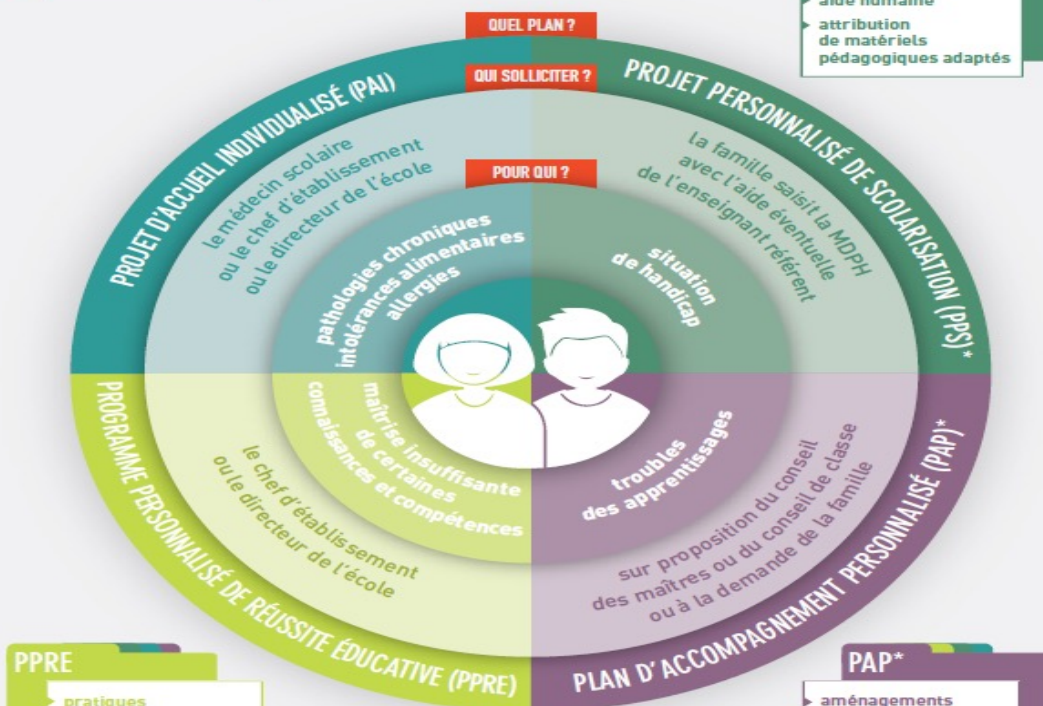 aide humaine
attribution
de matériels
pédagogiques adaptés
QUEL PLAN ?
QUI SOLLICITER ?
POUR QUI ?
PROJET D'ACCUEIL INDIVIDUALISÉ (PAI)
le médecin scolaire
ou le chef d'établissement
ou le directeur de l'école
pathologies chroniques
intolérances alimentaires
allergies
PROJET PERSONNALISÉ DE SCOLARISATION (PPS)*
la famille saisit la MDPH
avec l'aide éventuelle
de l'enseignant référent
situation
de handicap
PROGRAMME PERSONNALISÉ DE RÉUSSITE ÉDUCATIVE (PPRE)
le chef d'établissement
ou le directeur de l'école
maîtrise insuffisante
de certaines
connaissances et compétences
PLAN D'ACCOMPAGNEMENT PERSONNALISÉ (PAP)*
sur proposition du conseil
des maîtres ou du conseil de classe
ou à la demande de la famille
troubles
des apprentissages
PPRE
pratiques
PAP*
aménagements